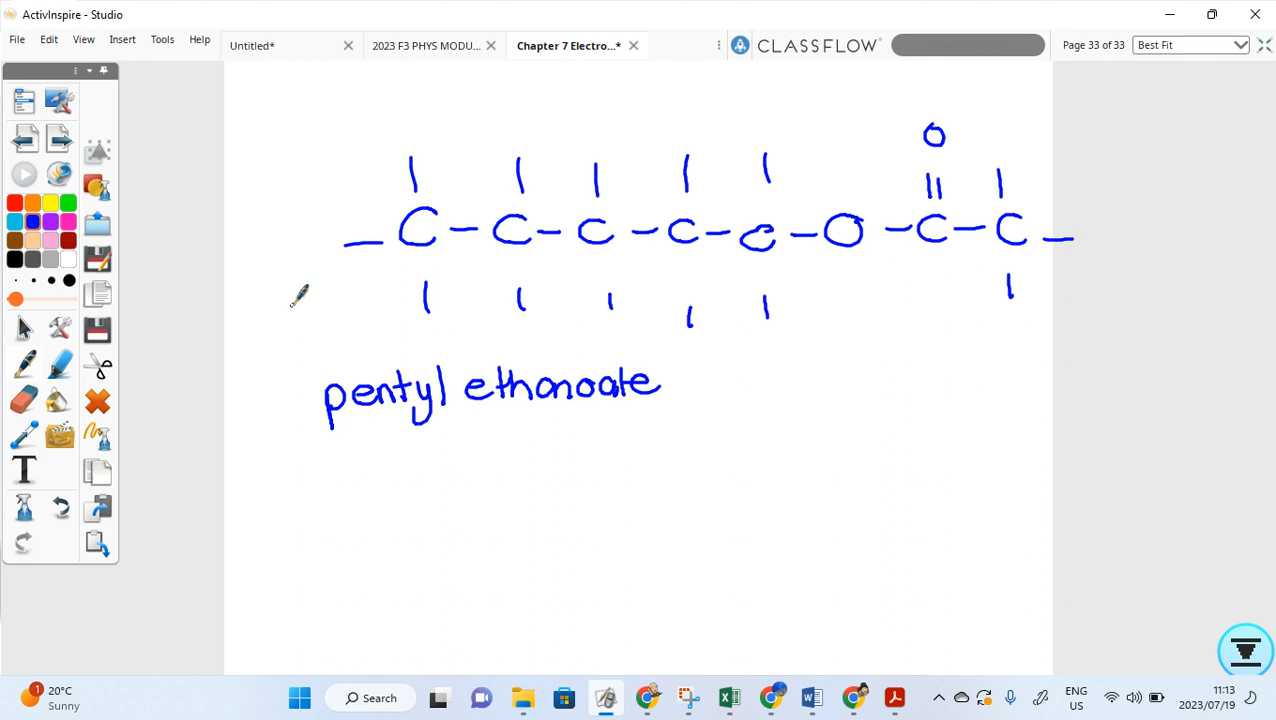 ActivInspire - Studio
File Edit View Insert Tools Help
Untitled* 2023 F3 PHYS MODU... Chapter 7 Electro...* CLASSFLOW Page 33 of 33 Best Fit
O
C - C - C - C - C - O - C - C -
pentyl ethanoate
T
20°C
Sunny
Search
ENG
US
11:13
2023/07/19
1